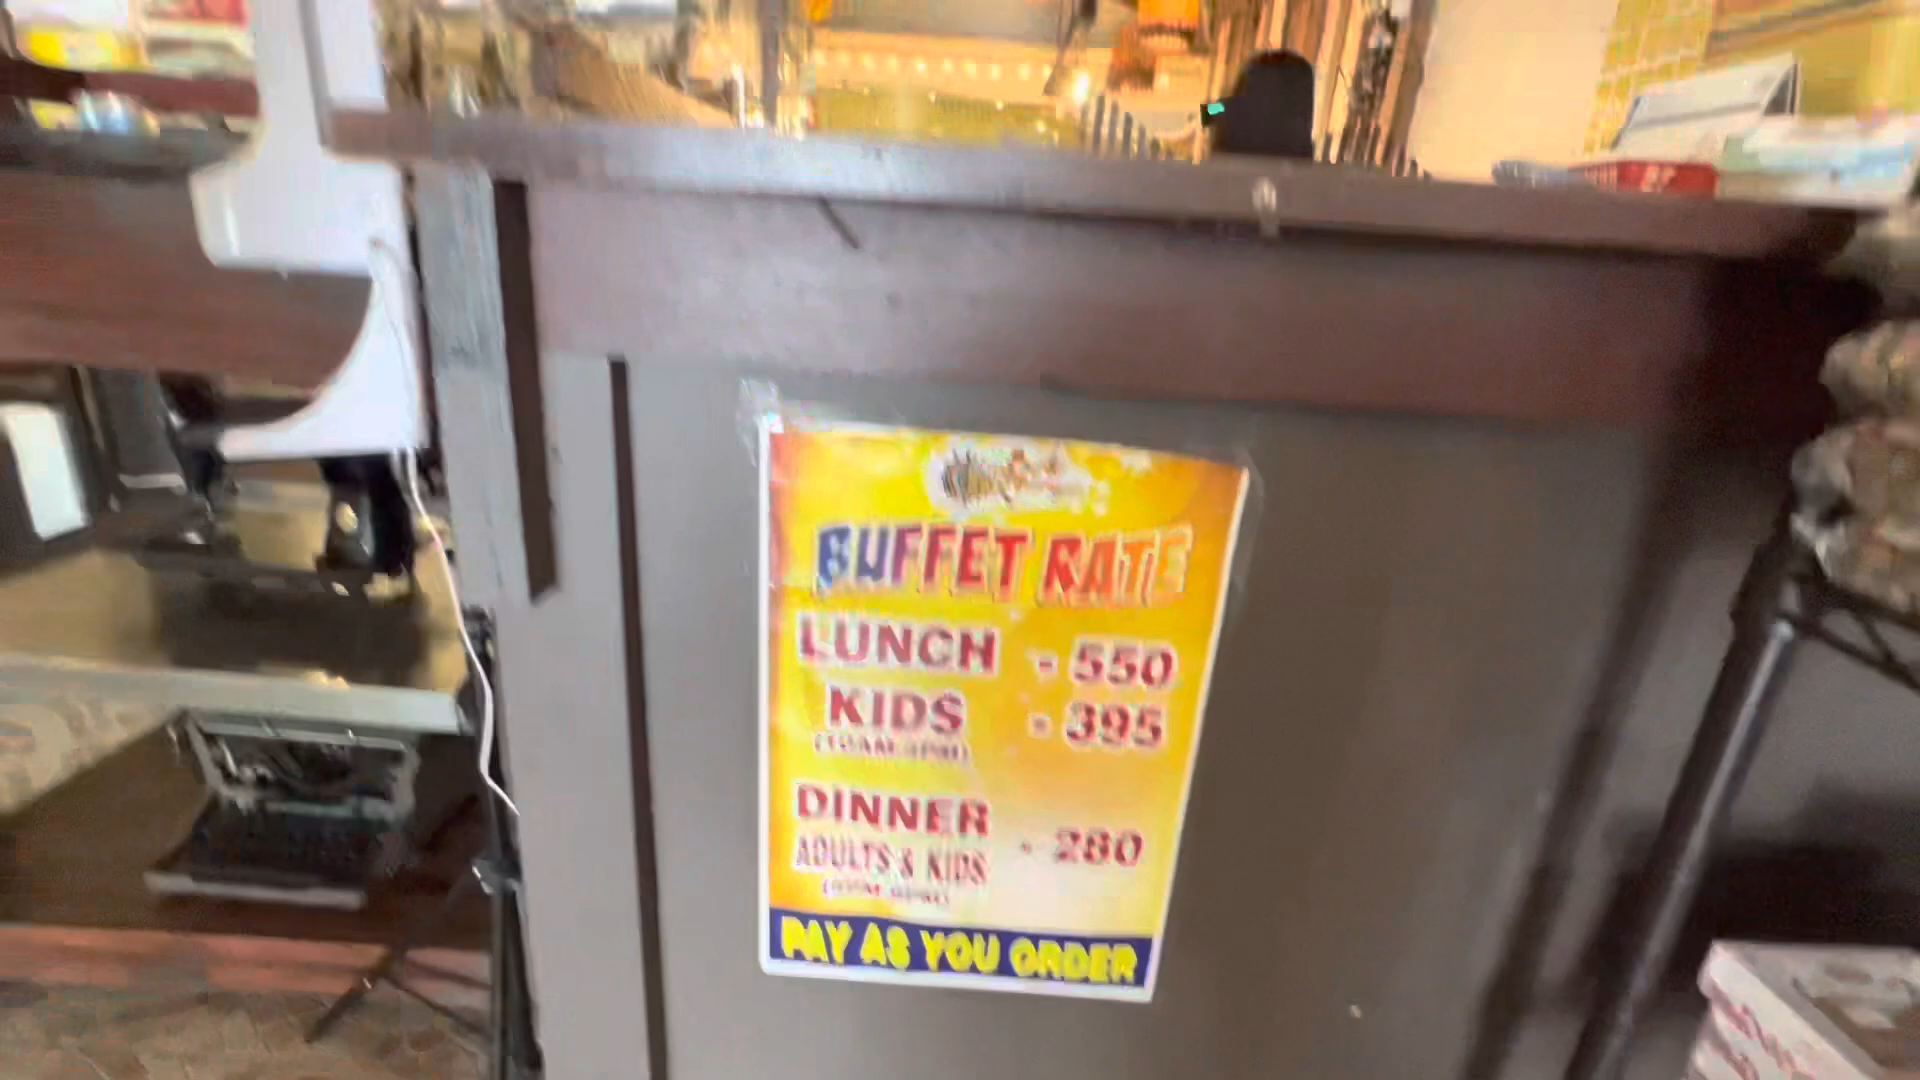 BUFFET RATE
LUNCH - 550
KIDS - 395
DINNER
ADULTS & KIDS - 280
PAY AS YOU ORDER